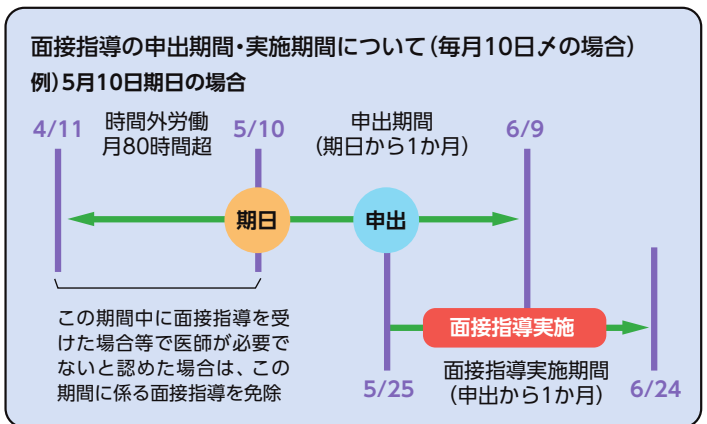 面接指導の申出期間・実施期間について（毎月10日〆の場合）
例）5月10日期日の場合
4/11
時間外労働
月80時間超
5/10
申出期間
（期日から1か月）
6/9
期日
申出
面接指導実施
この期間中に面接指導を受
けた場合等で医師が必要で
ないと認めた場合は、この
期間に係る面接指導を免除
5/25
面接指導実施期間
（申出から1か月）
6/24